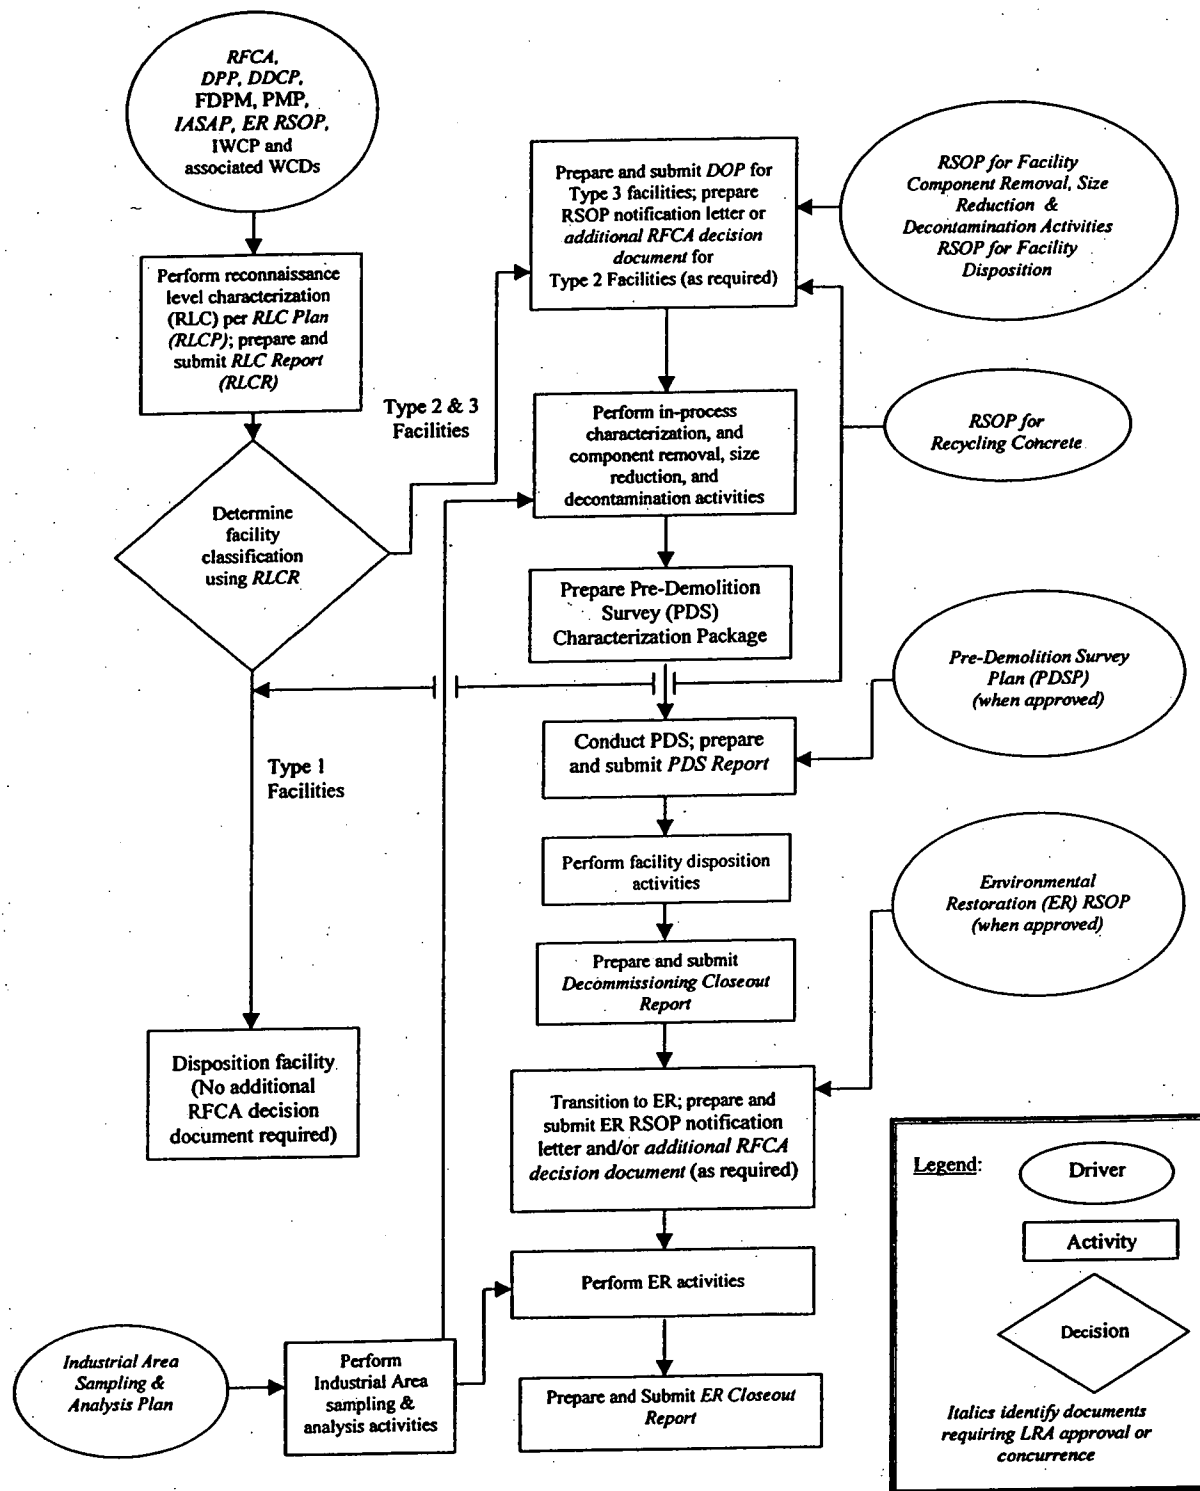 RFCA,
DPP, DDCP,
FDPM, PMP,
IASAP, ER RSOP,
IWCP and
associated WCDs
Perform reconnaissance
level characterization
(RLC) per RLC Plan
(RLCP); prepare and
submit RLC Report
(RLCR)
Determine
facility
classification
using RLCR
Type 2 & 3
Facilities
Type 1
Facilities
Disposition facility
(No additional
RFCA decision
document required)
Prepare and submit DOP for
Type 3 facilities; prepare
RSOP notification letter or
additional RFCA decision
document for
Type 2 Facilities (as required)
Perform in-process
characterization, and
component removal, size
reduction, and
decontamination activities
Prepare Pre-Demolition
Survey (PDS)
Characterization Package
Conduct PDS; prepare
and submit PDS Report
Perform facility disposition
activities
Prepare and submit
Decommissioning Closeout
Report
Transition to ER; prepare and
submit ER RSOP notification
letter and/or additional RFCA
decision document (as required)
Perform ER activities
Prepare and Submit ER Closeout
Report
RSOP for Facility
Component Removal, Size
Reduction &
Decontamination Activities
RSOP for Facility
Disposition
RSOP for
Recycling Concrete
Pre-Demolition Survey
Plan (PDSP)
(when approved)
Environmental
Restoration (ER) RSOP
(when approved)
Industrial Area
Sampling &
Analysis Plan
Perform
Industrial Area
sampling &
analysis activities
Legend:
Driver
Activity
Decision
Italics identify documents
requiring LRA approval or
concurrence